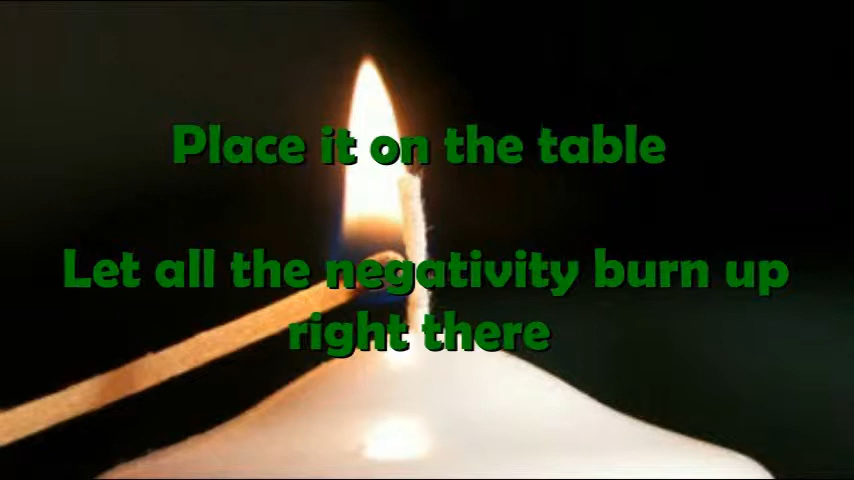 Place it on the table
Let all the negativity burn up
right there